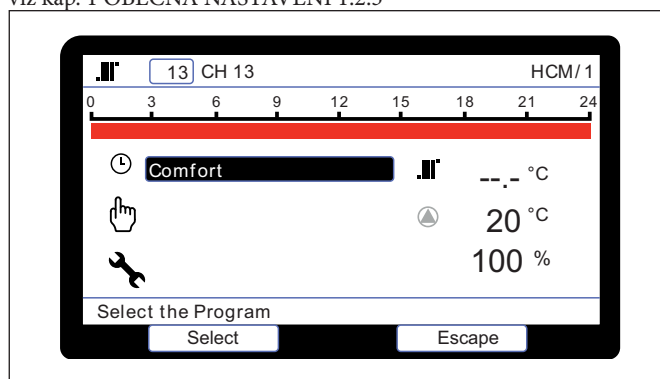 viz kap. 1 OBECNÁ NASTAVENÍ 1.2.5
13 CH 13 HCM/1
0 3 6 9 12 15 18 21 24
Comfort --.- °C
20 °C
100 %
Select the Program
Select Escape